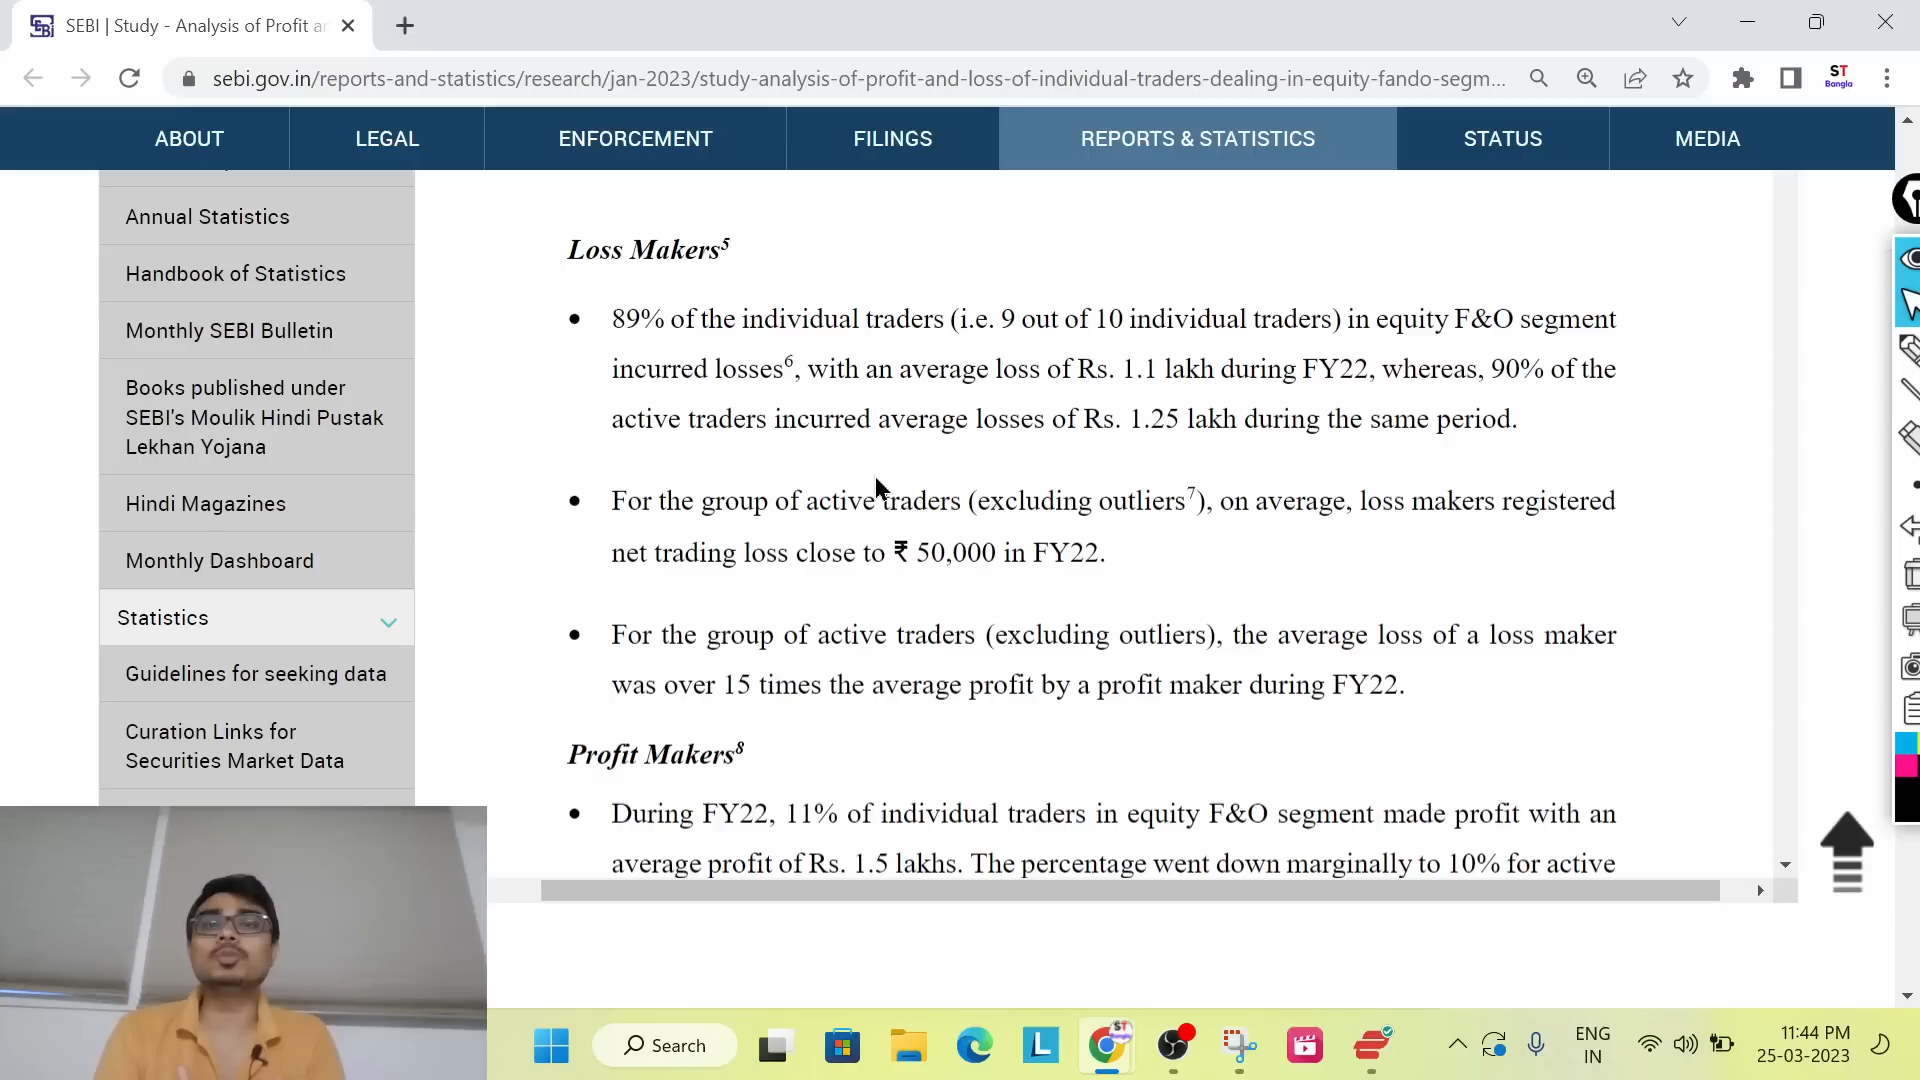 SEBI | Study - Analysis of Profit an
sebi.gov.in/reports-and-statistics/research/jan-2023/study-analysis-of-profit-and-loss-of-individual-traders-dealing-in-equity-fando-segm...
ST
Bangla
ABOUT
LEGAL
ENFORCEMENT
FILINGS
REPORTS & STATISTICS
STATUS
MEDIA
Annual Statistics
Handbook of Statistics
Monthly SEBI Bulletin
Books published under
SEBI's Moulik Hindi Pustak
Lekhan Yojana
Hindi Magazines
Monthly Dashboard
Statistics
Guidelines for seeking data
Curation Links for
Securities Market Data
Loss Makers⁵
• 89% of the individual traders (i.e. 9 out of 10 individual traders) in equity F&O segment
incurred losses⁶, with an average loss of Rs. 1.1 lakh during FY22, whereas, 90% of the
active traders incurred average losses of Rs. 1.25 lakh during the same period.
• For the group of active traders (excluding outliers⁷), on average, loss makers registered
net trading loss close to ₹ 50,000 in FY22.
• For the group of active traders (excluding outliers), the average loss of a loss maker
was over 15 times the average profit by a profit maker during FY22.
Profit Makers⁸
• During FY22, 11% of individual traders in equity F&O segment made profit with an
average profit of Rs. 1.5 lakhs. The percentage went down marginally to 10% for active
Search
L
ST
Bangla
ENG
IN
11:44 PM
25-03-2023